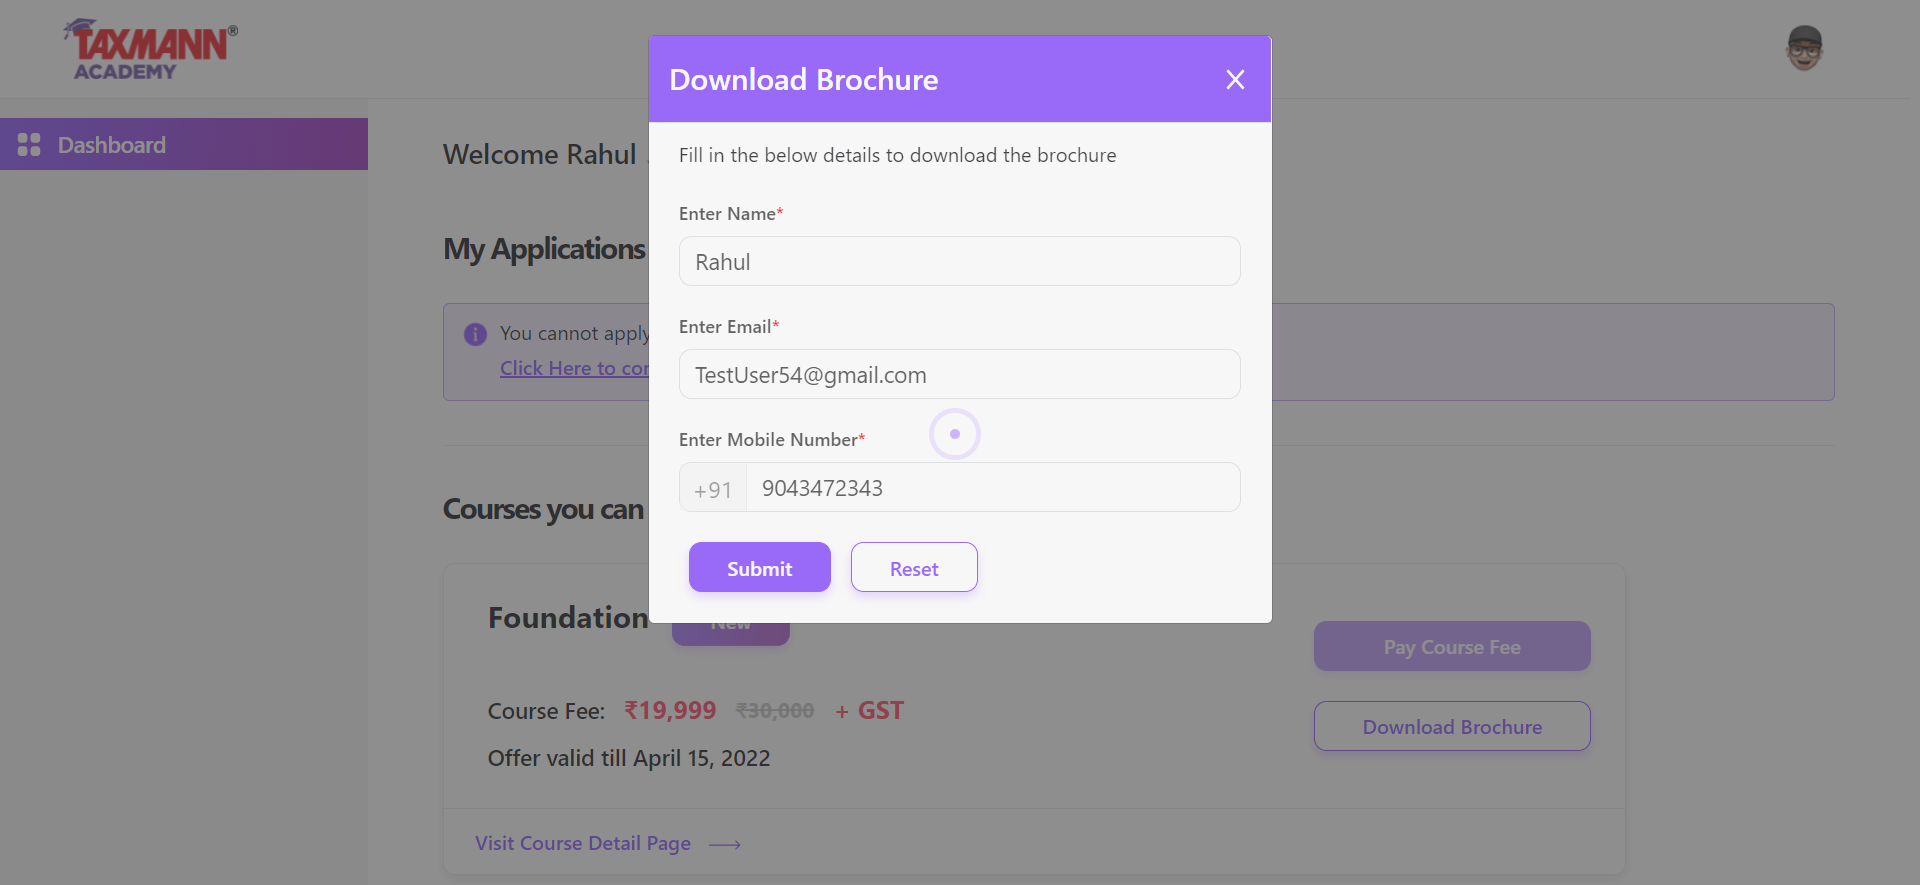 TAXMANN®
ACADEMY
Dashboard
Welcome Rahul
My Applications
You cannot apply
Click Here to
Download Brochure
Fill in the below details to download the brochure
Enter Name*
Rahul
Enter Email*
TestUser54@gmail.com
Enter Mobile Number*
+91 9043472343
Submit Reset
Courses you can
Foundation New
Pay Course Fee
Course Fee: ₹19,999 ₹30,000 + GST
Download Brochure
Offer valid till April 15, 2022
Visit Course Detail Page